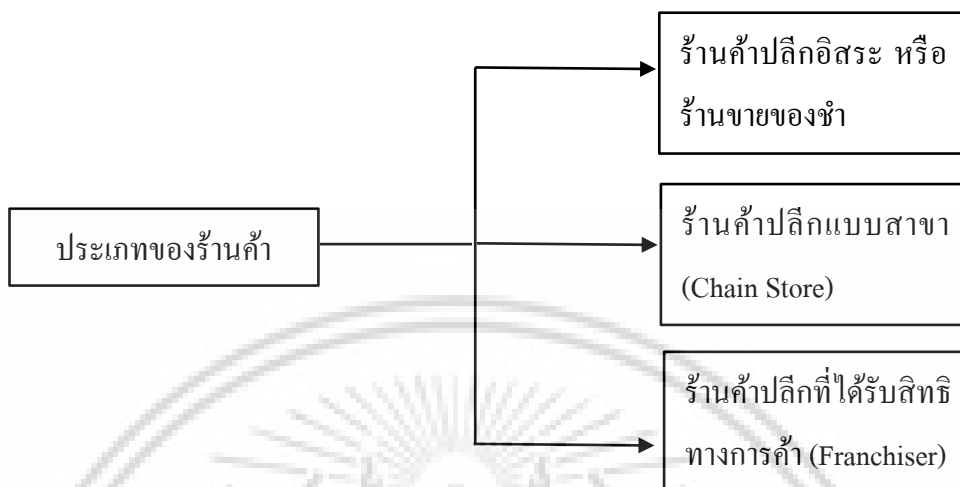 ร้านค้าปลีกอิสระ หรือ
ร้านขายของชำ
ประเภทของร้านค้า
ร้านค้าปลีกแบบสาขา
(Chain Store)
ร้านค้าปลีกที่ได้รับสิทธิ
ทางการค้า (Franchiser)